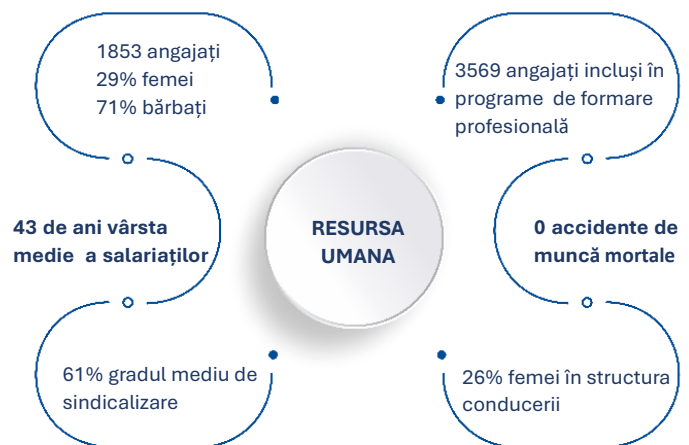 1853 angajați
29% femei
71% bărbați
3569 angajați incluși în
programe de formare
profesională
43 de ani vârsta
medie a salariaților
RESURSA
UMANA
0 accidente de
muncă mortale
61% gradul mediu de
sindicalizare
26% femei în structura
conducerii